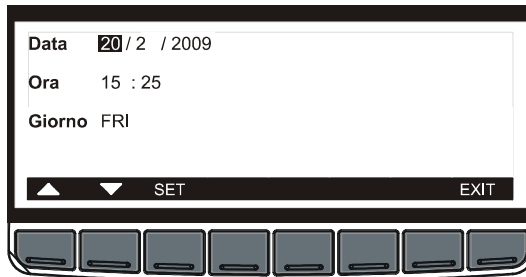 Data 20 / 2 / 2009
Ora 15 : 25
Giorno FRI
SET EXIT